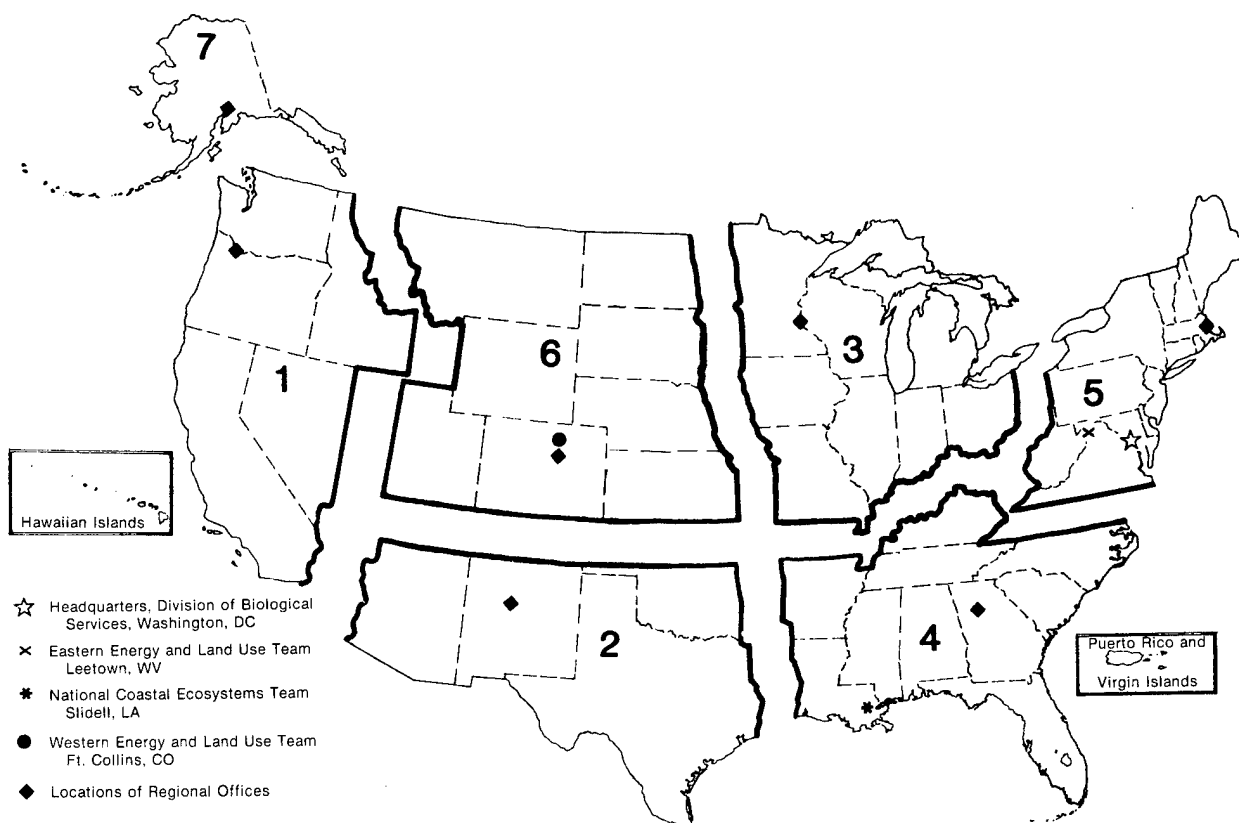 7
6
3
1
5
Hawaiian Islands
2
4
Puerto Rico and
Virgin Islands
Headquarters, Division of Biological
Services, Washington, DC
Eastern Energy and Land Use Team
Leetown, WV
National Coastal Ecosystems Team
Slidell, LA
Western Energy and Land Use Team
Ft. Collins, CO
Locations of Regional Offices